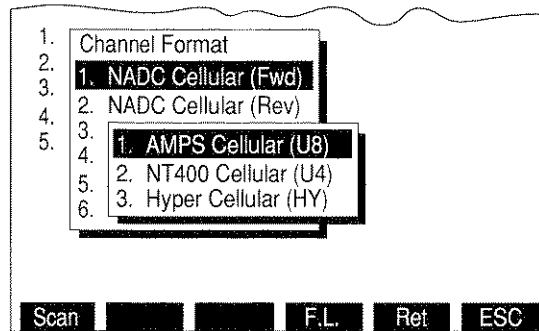 1.
2.
3.
4.
5.
Channel Format
1. NADC Cellular (Fwd)
2. NADC Cellular (Rev)
3.
4.
5.
6.
1. AMPS Cellular (U8)
2. NT400 Cellular (U4)
3. Hyper Cellular (HY)
Scan F.L. Ret ESC